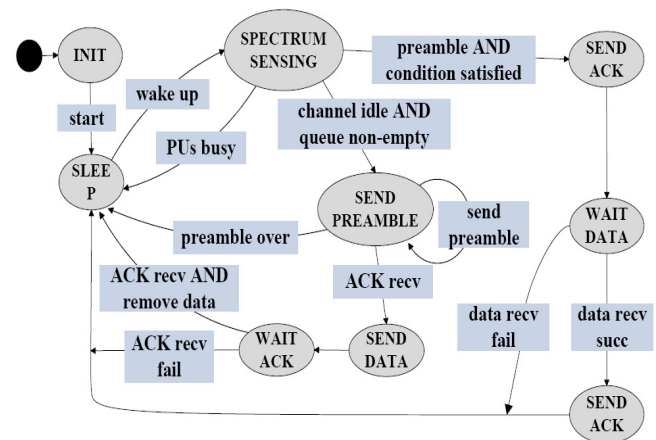 INIT
SPECTRUM
SENSING
preamble AND
condition satisfied
SEND
ACK
wake up
start
channel idle AND
queue non-empty
PUs busy
SLEE
P
SEND
PREAMBLE
send
preamble
WAIT
DATA
preamble over
ACK recv AND
remove data
ACK recv
data recv
fail
data recv
succ
ACK recv
fail
WAIT
ACK
SEND
DATA
SEND
ACK